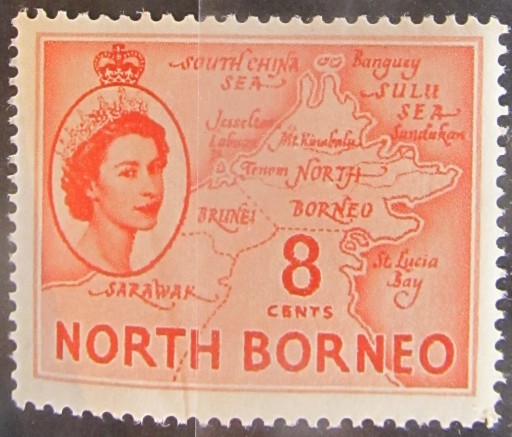 SOUTH CHINA
SEA
Banguey
SULU
SEA
Sandakan
Jesselton
Labuan
Mt. Kinabalu
Tenom
NORTH
BORNEO
BRUNEI
St. Lucia
Bay
SARAWAK
8
CENTS
NORTH BORNEO